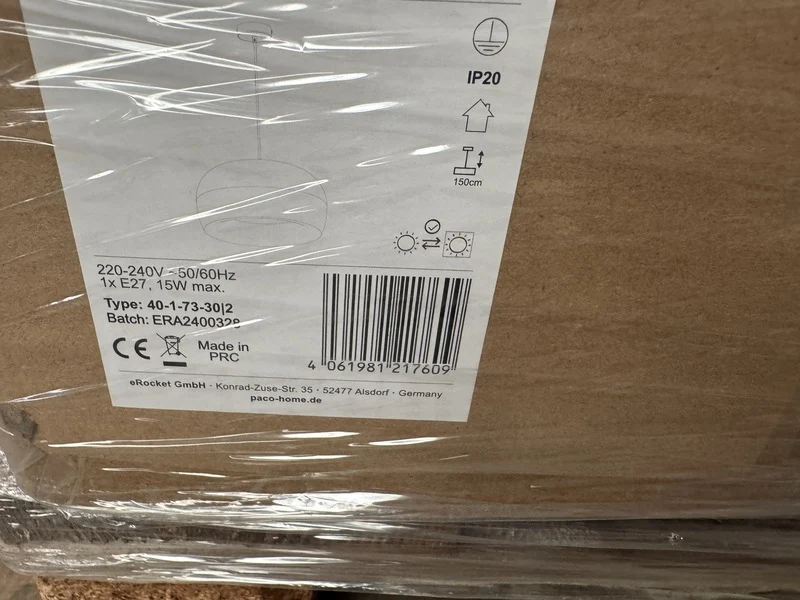 IP20
150cm
220-240V~50/60Hz
1x E27, 15W max.
Type: 40-1-73-30|2
Batch: ERA2400328
CE
Made in
PRC
4 061981 217609
eRocket GmbH · Konrad-Zuse-Str. 35 · 52477 Alsdorf · Germany
paco-home.de